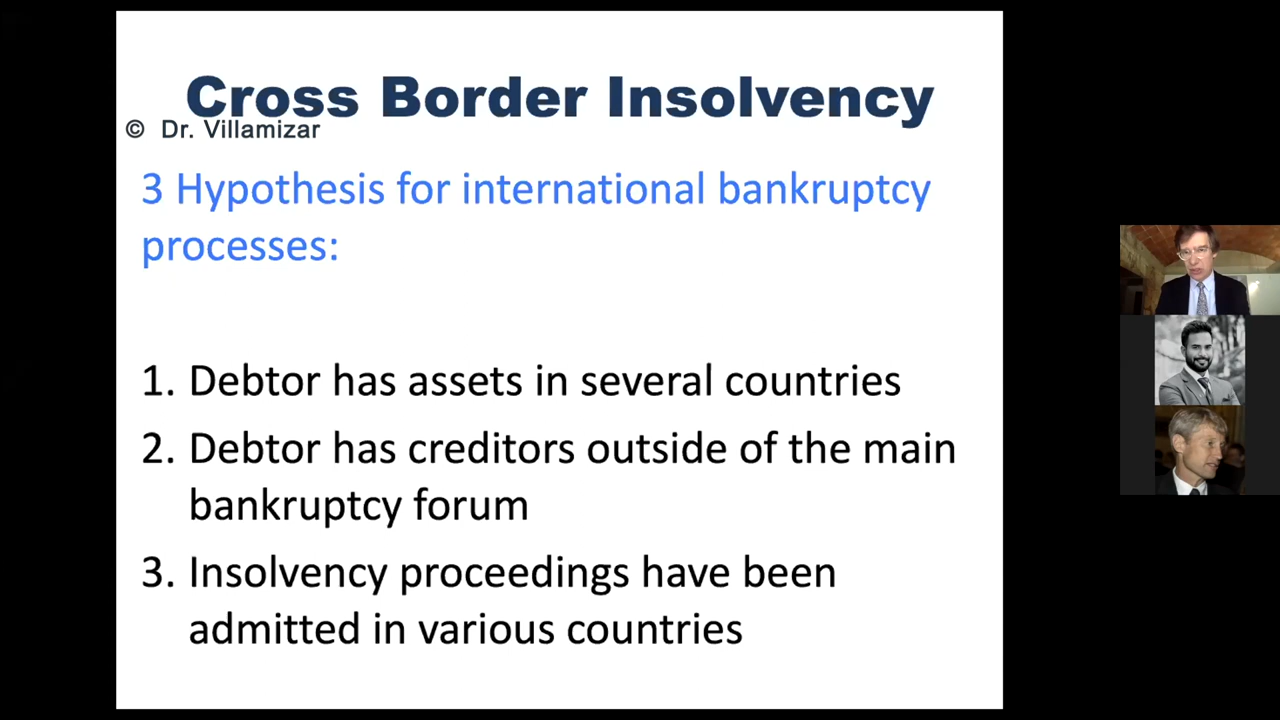 Cross Border Insolvency
© Dr. Villamizar
3 Hypothesis for international bankruptcy
processes:
1. Debtor has assets in several countries
2. Debtor has creditors outside of the main
bankruptcy forum
3. Insolvency proceedings have been
admitted in various countries